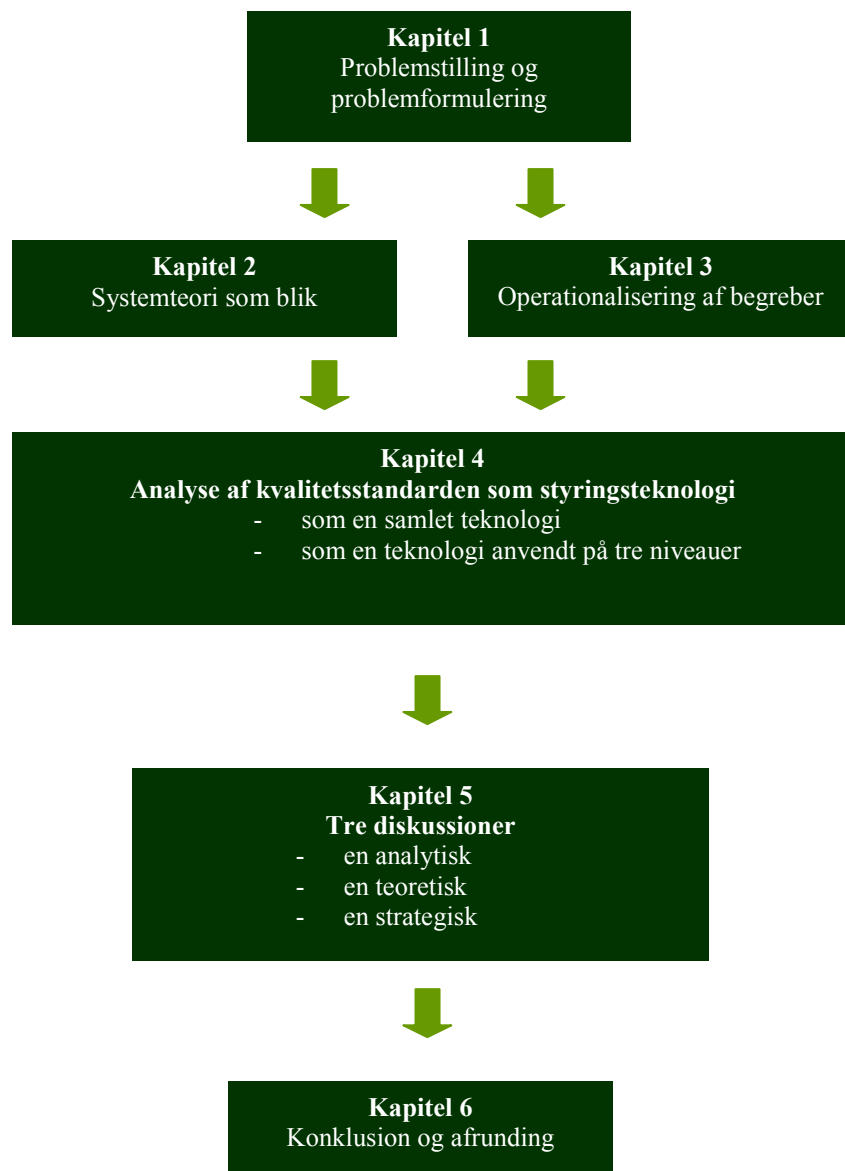 Kapitel 1
Problemstilling og
problemformulering
Kapitel 2
Systemteori som blik
Kapitel 3
Operationalisering af begreber
Kapitel 4
Analyse af kvalitetsstandarden som styringsteknologi
- som en samlet teknologi
- som en teknologi anvendt på tre niveauer
Kapitel 5
Tre diskussioner
- en analytisk
- en teoretisk
- en strategisk
Kapitel 6
Konklusion og afrunding